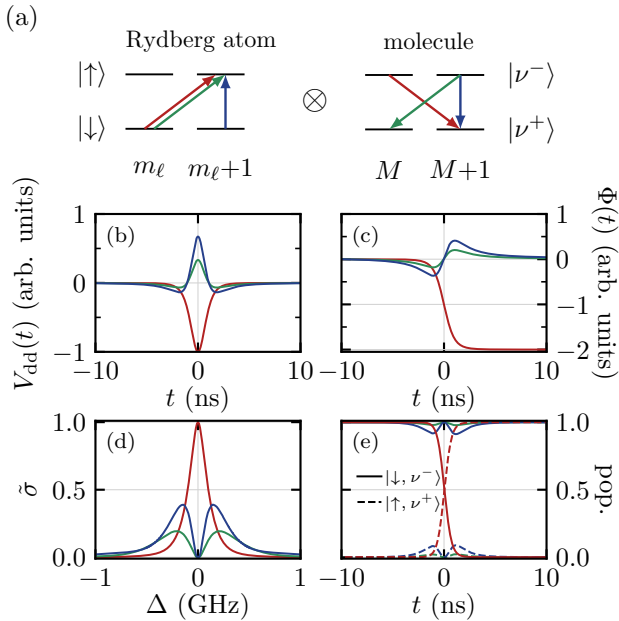 (a)
Rydberg atom
molecule
|↑⟩
|ν⁻⟩
⊗
|↓⟩
|ν⁺⟩
mℓ
mℓ+1
M
M+1
V_dd(t) (arb. units)
1
0
−1
(b)
−10
0
10
t (ns)
(c)
1
0
−1
−2
Φ(t) (arb. units)
−10
0
10
t (ns)
σ̃
1.0
0.5
0.0
(d)
−1
0
1
Δ (GHz)
(e)
|↓, ν⁻⟩
|↑, ν⁺⟩
1.0
0.5
0.0
pop.
−10
0
10
t (ns)